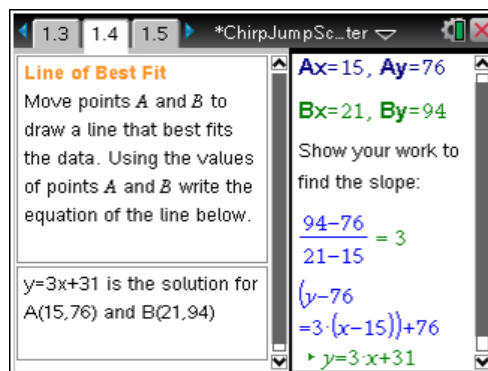 1.3 1.4 1.5 *ChirpJumpSc…ter
Line of Best Fit
Move points A and B to
draw a line that best fits
the data. Using the values
of points A and B write the
equation of the line below.
y=3x+31 is the solution for
A(15,76) and B(21,94)
Ax=15, Ay=76
Bx=21, By=94
Show your work to
find the slope:
94−76
21−15
= 3
(y−76
=3·(x−15))+76
▸ y=3·x+31